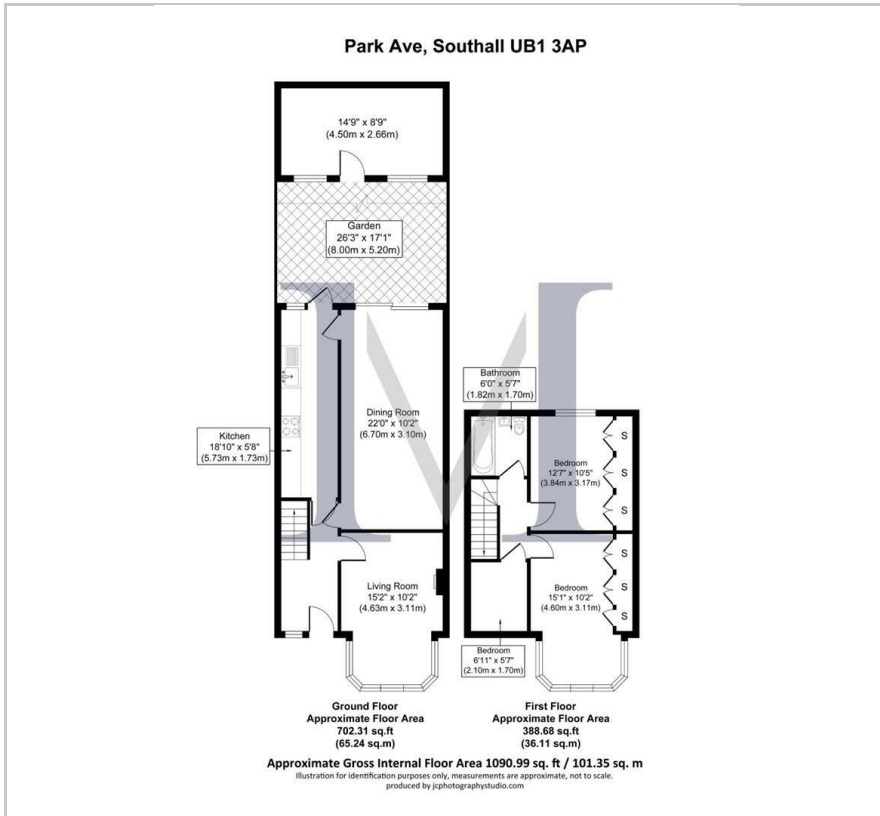 Park Ave, Southall UB1 3AP
14'9" x 8'9"
(4.50m x 2.66m)
Garden
26'3" x 17'1"
(8.00m x 5.20m)
Dining Room
22'0" x 10'2"
(6.70m x 3.10m)
Kitchen
18'10" x 5'8"
(5.73m x 1.73m)
Living Room
15'2" x 10'2"
(4.63m x 3.11m)
Bathroom
6'0" x 5'7"
(1.82m x 1.70m)
Bedroom
12'7" x 10'5"
(3.84m x 3.17m)
S
S
S
Bedroom
15'1" x 10'2"
(4.60m x 3.11m)
S
S
S
Bedroom
6'11" x 5'7"
(2.10m x 1.70m)
Ground Floor
Approximate Floor Area
702.31 sq.ft
(65.24 sq.m)
First Floor
Approximate Floor Area
388.68 sq.ft
(36.11 sq.m)
Approximate Gross Internal Floor Area 1090.99 sq. ft / 101.35 sq. m
Illustration for identification purposes only, measurements are approximate, not to scale.
produced by jcphotographystudio.com
IMI